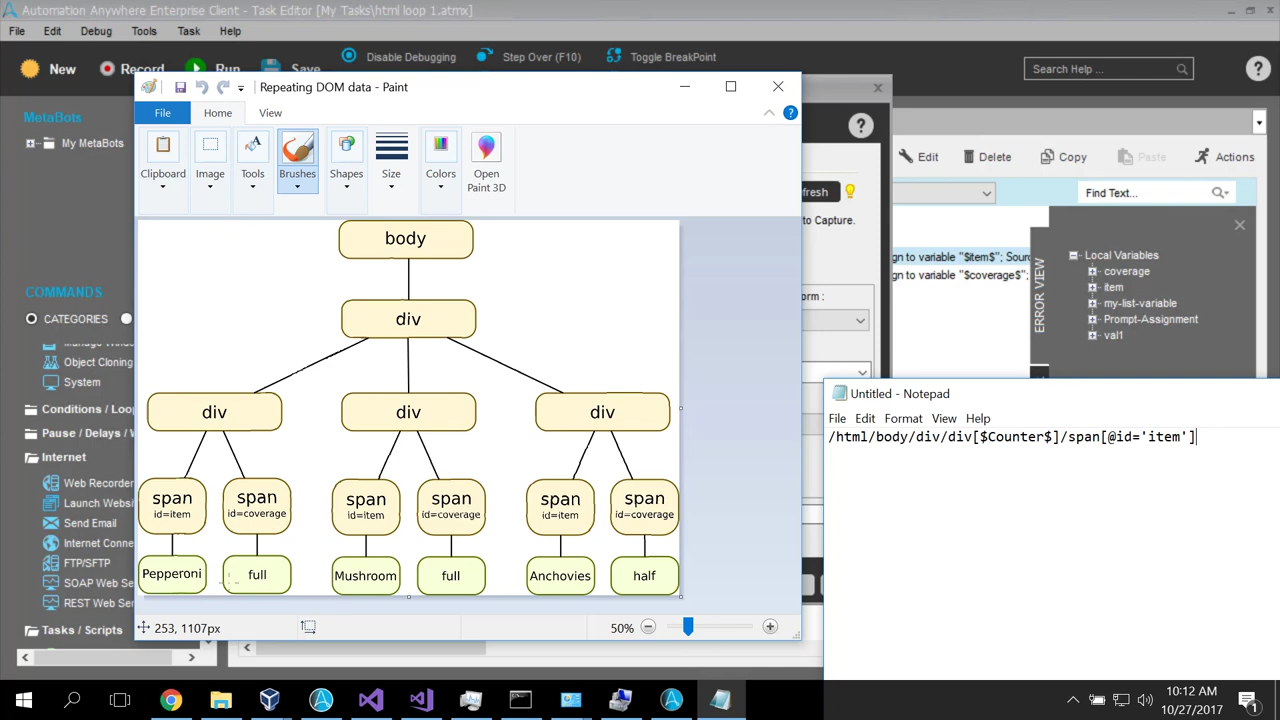 Automation Anywhere Enterprise Client - Task Editor [My Tasks\html loop 1.atmx]
File Edit Debug Tools Help
New Record Run Save Disable Debugging Step Over (F10) Toggle BreakPoint Search Help ...
Repeating DOM data - Paint
File Home View
Clipboard Image Tools Brushes Shapes Size Colors Open Paint 3D
MetaBots
My MetaBots
COMMANDS
CATEGORIES
Object Cloning
System
Conditions / Loo
Pause / Delays / W
Internet
Web Recorder
Launch Websi
Send Email
Internet Conne
FTP/SFTP
SOAP Web Se
REST Web Ser
Tasks / Scripts
body
div
div div div
span span span span span span
id=item id=coverage id=item id=coverage id=item id=coverage
Pepperoni full Mushroom full Anchovies half
253, 1107px 50%
fresh
to Capture.
orm :
Edit Delete Copy Paste Actions
Find Text...
gn to variable "$item$"; Sour
gn to variable "$coverage$";
ERROR VIEW
Local Variables
coverage
item
my-list-variable
Prompt-Assignment
val1
Untitled - Notepad
File Edit Format View Help
/html/body/div/div[$Counter$]/span[@id='item']
10:12 AM
10/27/2017
1